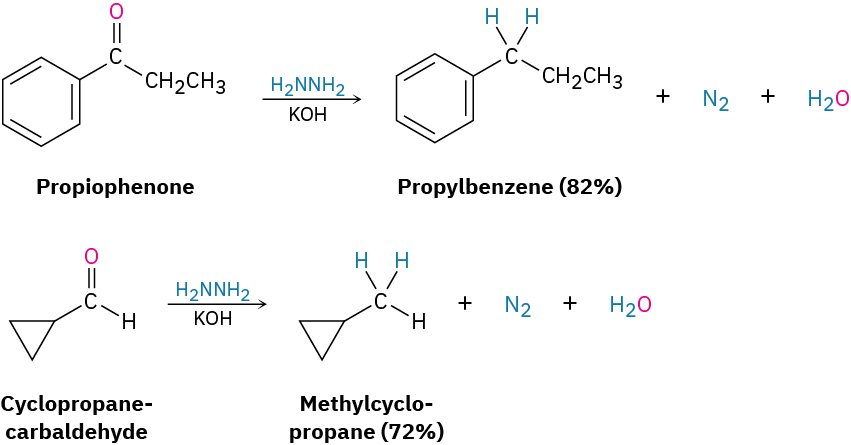 O
C
CH₂CH₃
H₂NNH₂
KOH
H H
C
CH₂CH₃
+ N₂ + H₂O
Propiophenone
Propylbenzene (82%)
O
C
H
H₂NNH₂
KOH
H H
C
H
+ N₂ + H₂O
Cyclopropane-
carbaldehyde
Methylcyclo-
propane (72%)